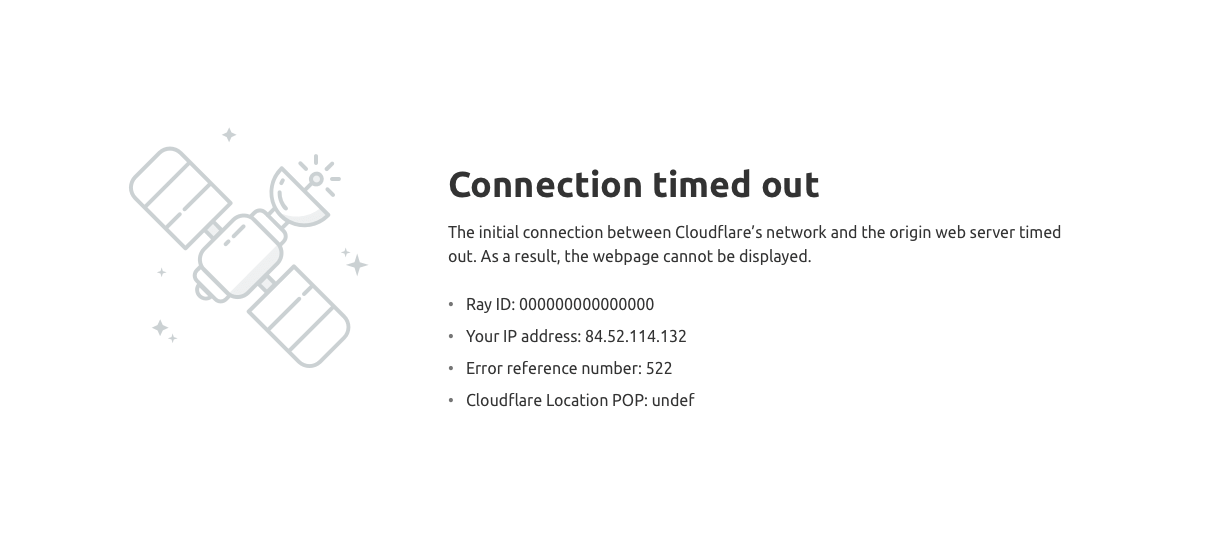 Connection timed out
The initial connection between Cloudflare’s network and the origin web server timed
out. As a result, the webpage cannot be displayed.
• Ray ID: 000000000000000
• Your IP address: 84.52.114.132
• Error reference number: 522
• Cloudflare Location POP: undef